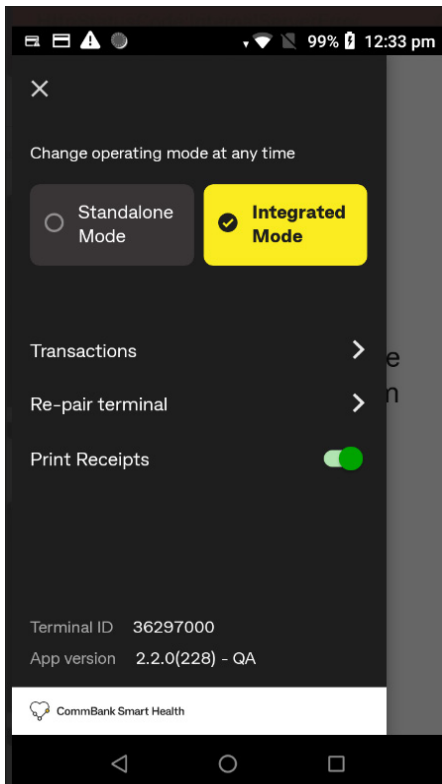 99% 12:33 pm
Change operating mode at any time
Standalone
Mode
Integrated
Mode
Transactions
e
Re-pair terminal
n
Print Receipts
Terminal ID 36297000
App version 2.2.0(228) - QA
CommBank Smart Health